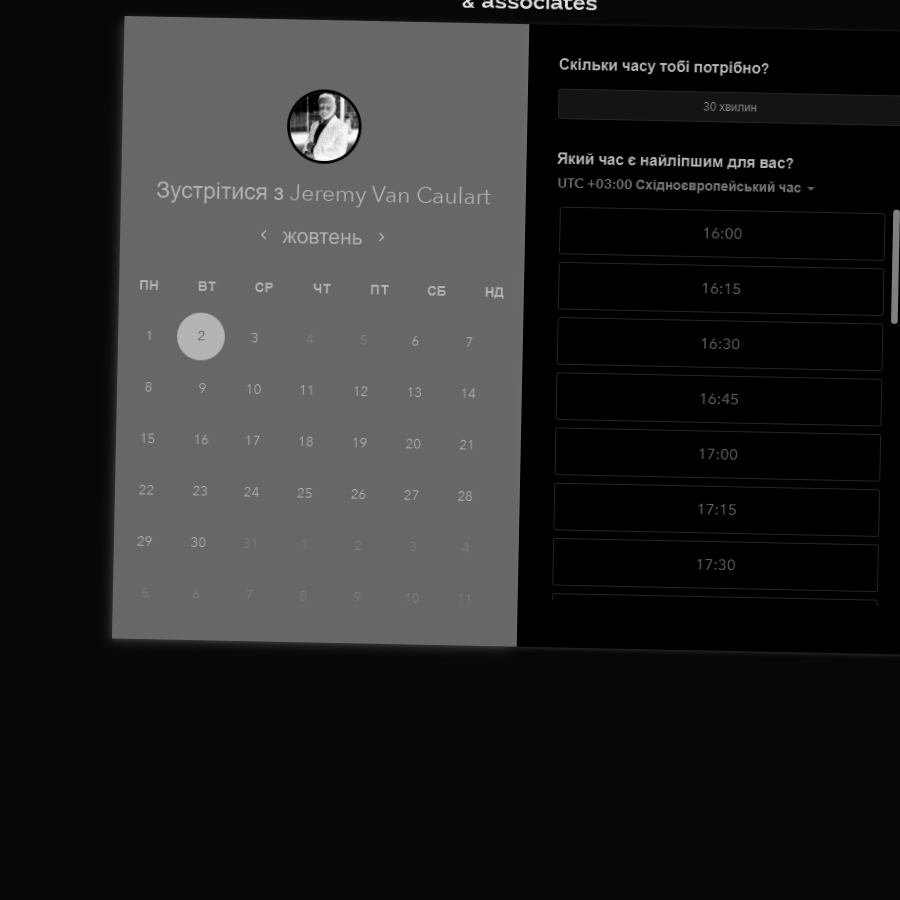 & associates
Зустрітися з Jeremy Van Caulart
жовтень
ПН ВТ СР ЧТ ПТ СБ НД
1 2 3 4 5 6 7
8 9 10 11 12 13 14
15 16 17 18 19 20 21
22 23 24 25 26 27 28
29 30 31 1 2 3 4
5 6 7 8 9 10 11
Скільки часу тобі потрібно?
30 хвилин
Який час є найліпшим для вас?
UTC +03:00 Східноєвропейський час
16:00
16:15
16:30
16:45
17:00
17:15
17:30